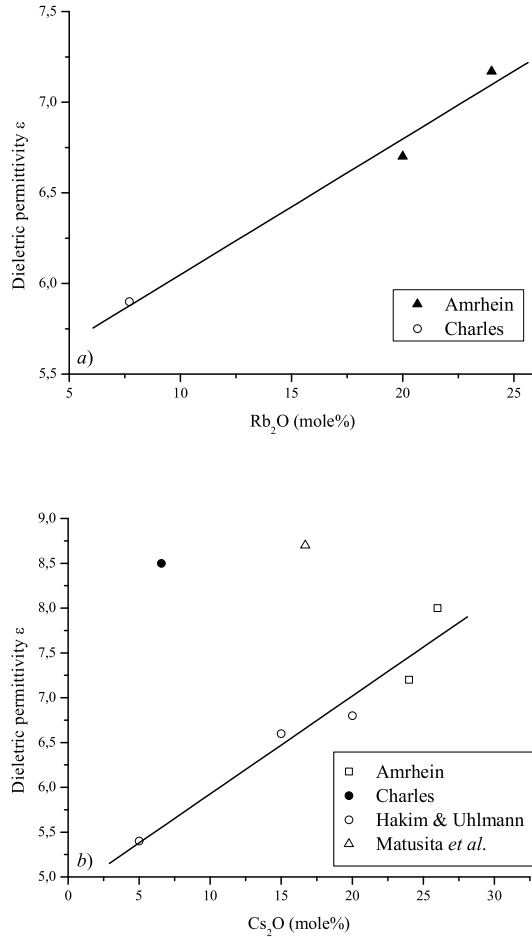 7,5
7,0
6,5
6,0
5,5
Dieletric permittivity ε
a)
Amrhein
Charles
5 10 15 20 25
Rb₂O (mole%)
9,0
8,5
8,0
7,5
7,0
6,5
6,0
5,5
5,0
Dieletric permittivity ε
b)
Amrhein
Charles
Hakim & Uhlmann
Matusita et al.
0 5 10 15 20 25 30
Cs₂O (mole%)